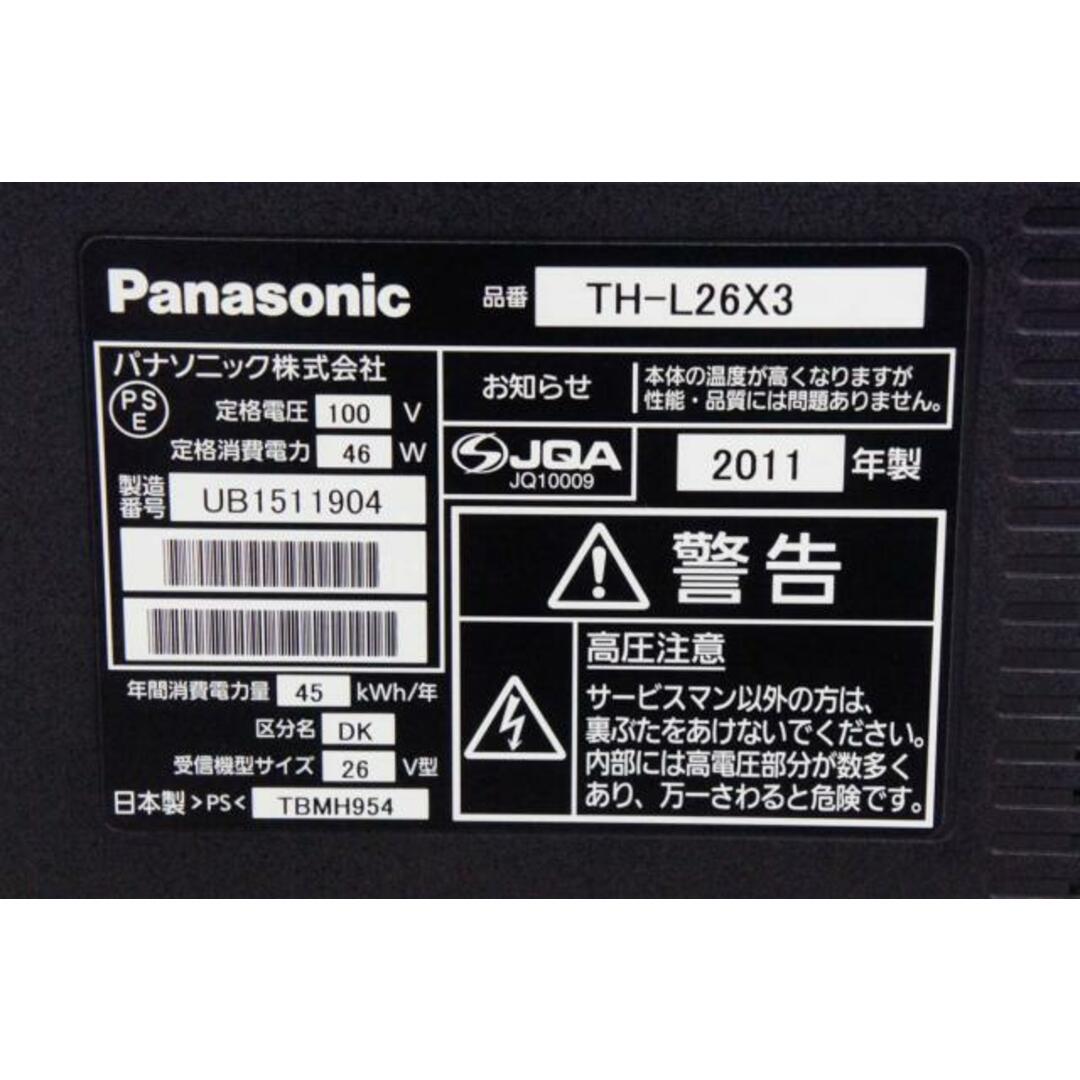 Panasonic
品番 TH-L26X3
パナソニック株式会社
PSE
定格電圧 100 V
定格消費電力 46 W
製造番号 UB1511904
年間消費電力量 45 kWh/年
区分名 DK
受信機型サイズ 26 V型
日本製 >PS< TBMH954
お知らせ
本体の温度が高くなりますが
性能・品質には問題ありません。
JQA
JQ10009
2011 年製
警告
高圧注意
サービスマン以外の方は、
裏ぶたをあけないでください。
内部には高電圧部分が数多く
あり、万一さわると危険です。